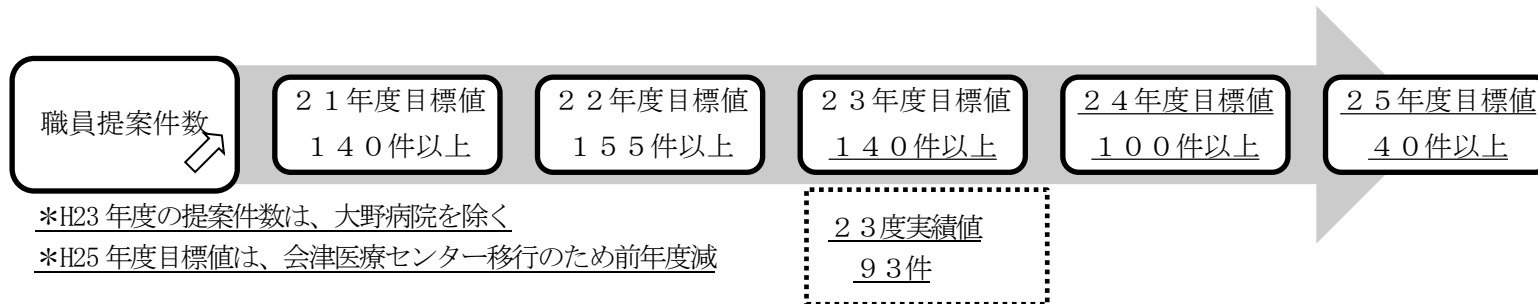 職員提案件数
２１年度目標値
１４０件以上
２２年度目標値
１５５件以上
２３年度目標値
１４０件以上
２４年度目標値
１００件以上
２５年度目標値
４０件以上
＊H23 年度の提案件数は、大野病院を除く
＊H25 年度目標値は、会津医療センター移行のため前年度減
２３度実績値
９３件